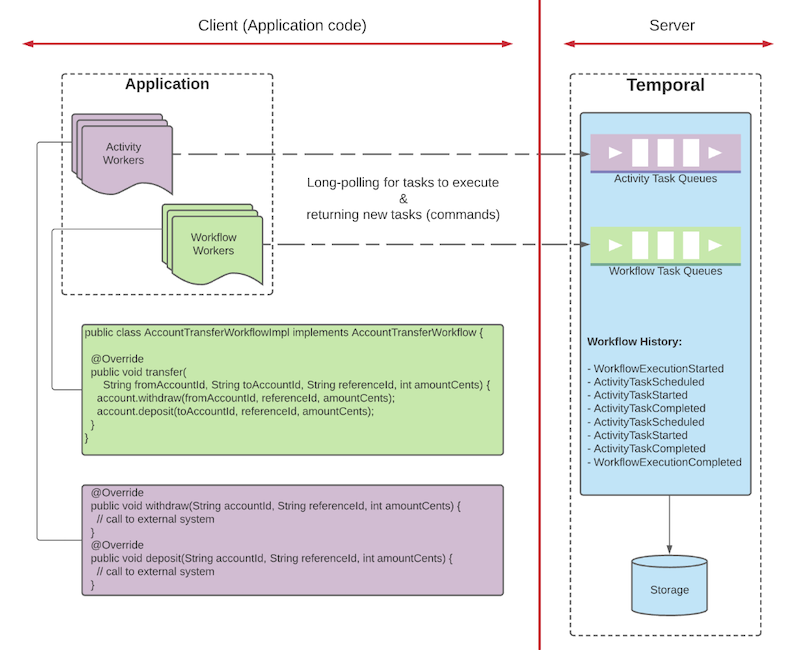 Client (Application code)
Server
Application
Temporal
Activity
Workers
Activity Task Queues
Long-polling for tasks to execute
&
returning new tasks (commands)
Workflow
Workers
Workflow Task Queues
public class AccountTransferWorkflowImpl implements AccountTransferWorkflow {
@Override
public void transfer(
String fromAccountId, String toAccountId, String referenceId, int amountCents) {
account.withdraw(fromAccountId, referenceId, amountCents);
account.deposit(toAccountId, referenceId, amountCents);
}
}
Workflow History:
- WorkflowExecutionStarted
- ActivityTaskScheduled
- ActivityTaskStarted
- ActivityTaskCompleted
- ActivityTaskScheduled
- ActivityTaskStarted
- ActivityTaskCompleted
- WorkflowExecutionCompleted
@Override
public void withdraw(String accountId, String referenceId, int amountCents) {
// call to external system
}
@Override
public void deposit(String accountId, String referenceId, int amountCents) {
// call to external system
}
Storage